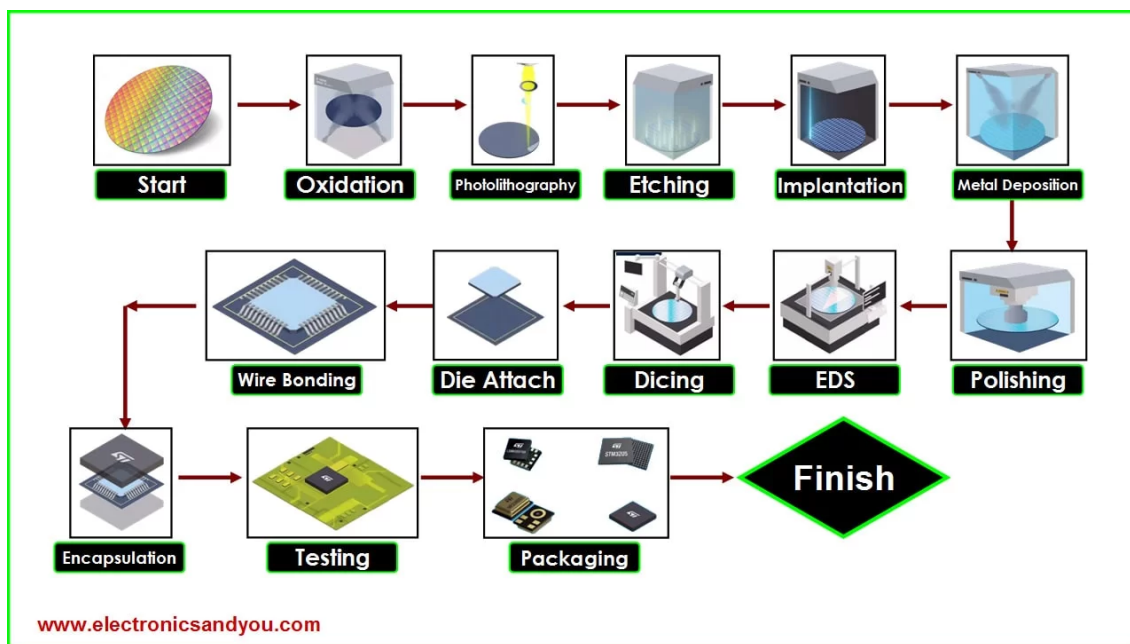 Start
Oxidation
Photolithography
Etching
Implantation
Metal Deposition
Wire Bonding
Die Attach
Dicing
EDS
Polishing
STM32G5
Finish
Encapsulation
Testing
Packaging
www.electronicsandyou.com